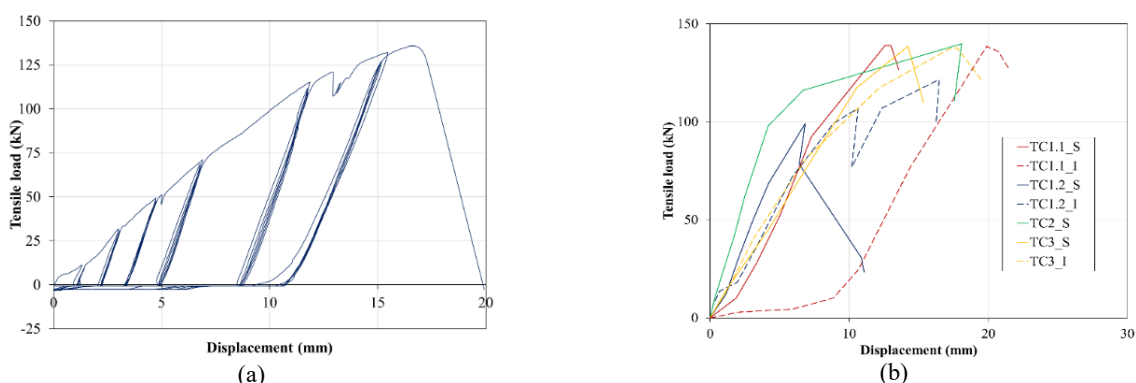 150
125
100
75
50
25
0
-25
0
5
10
15
20
Tensile load (kN)
Displacement (mm)
(a)
150
100
50
0
0
10
20
30
Tensile load (kN)
Displacement (mm)
TC1.1_S
TC1.1_I
TC1.2_S
TC1.2_I
TC2_S
TC3_S
TC3_I
(b)